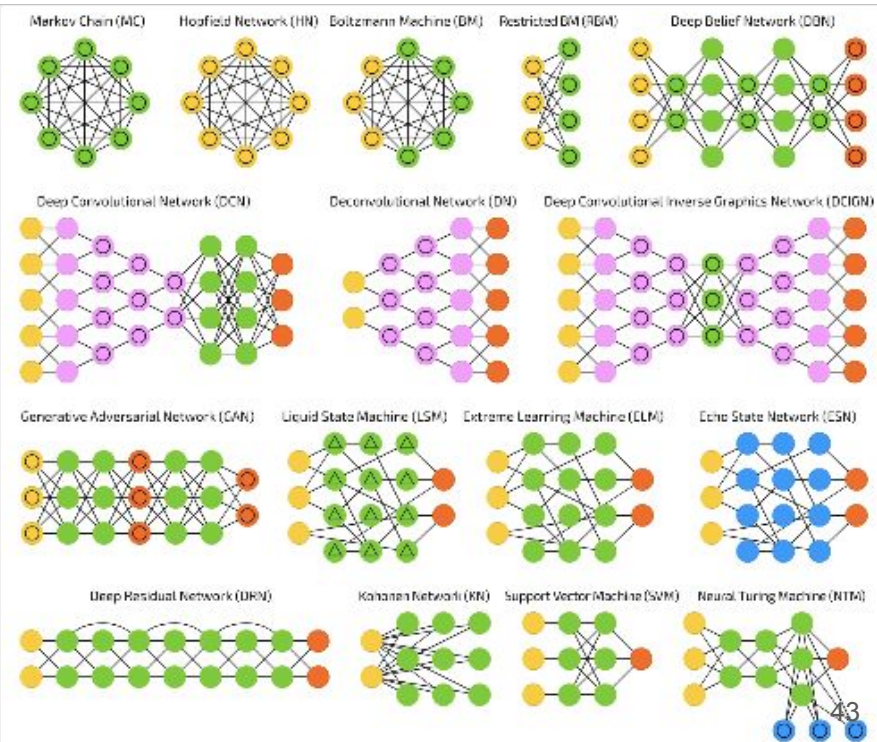 Markov Chain (MC)
Hopfield Network (HN)
Boltzmann Machine (BM)
Restricted BM (RBM)
Deep Belief Network (DBN)
Deep Convolutional Network (DCN)
Deconvolutional Network (DN)
Deep Convolutional Inverse Graphics Network (DCIGN)
Generative Adversarial Network (GAN)
Liquid State Machine (LSM)
Extreme Learning Machine (ELM)
Echo State Network (ESN)
Deep Residual Network (DRN)
Kohonen Network (KN)
Support Vector Machine (SVM)
Neural Turing Machine (NTM)
43